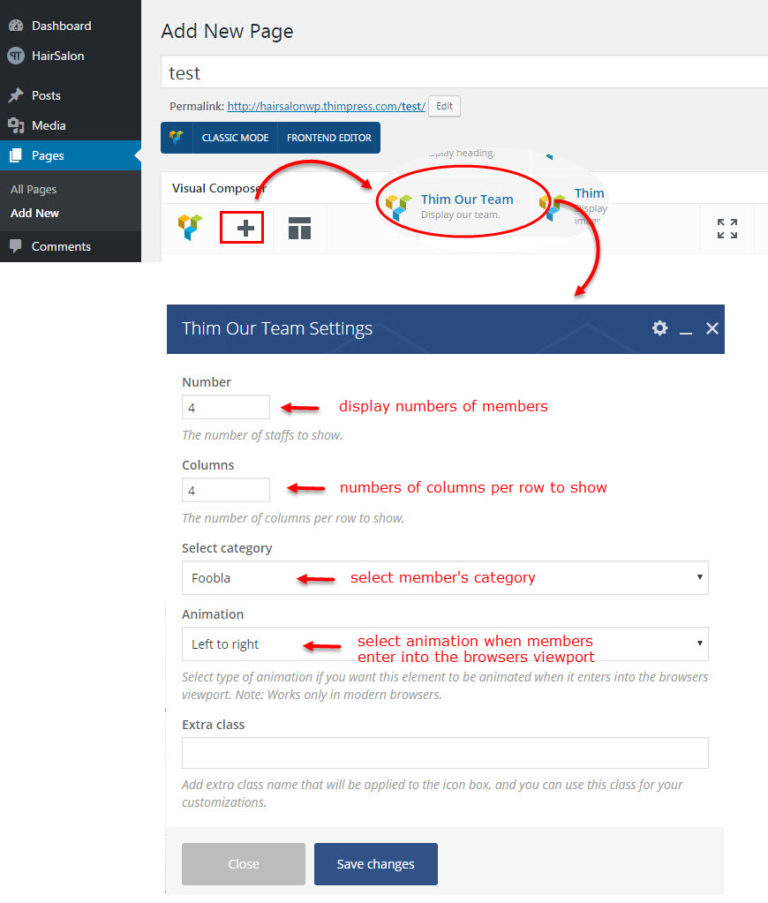 Dashboard
HairSalon
Posts
Media
Pages
All Pages
Add New
Comments
Add New Page
test
Permalink: http://hairsalonwp.thimpress.com/test/ Edit
CLASSIC MODE FRONTEND EDITOR
Visual Composer
heading.
Thim Our Team
Display our team.
Thim
Display
Thim Our Team Settings
Number
4 display numbers of members
The number of staffs to show.
Columns
4 numbers of columns per row to show
The number of columns per row to show.
Select category
Foobla select member's category
Animation
Left to right select animation when members
enter into the browsers viewport
Select type of animation if you want this element to be animated when it enters into the browsers
viewport. Note: Works only in modern browsers.
Extra class
Add extra class name that will be applied to the icon box, and you can use this class for your
customizations.
Close Save changes